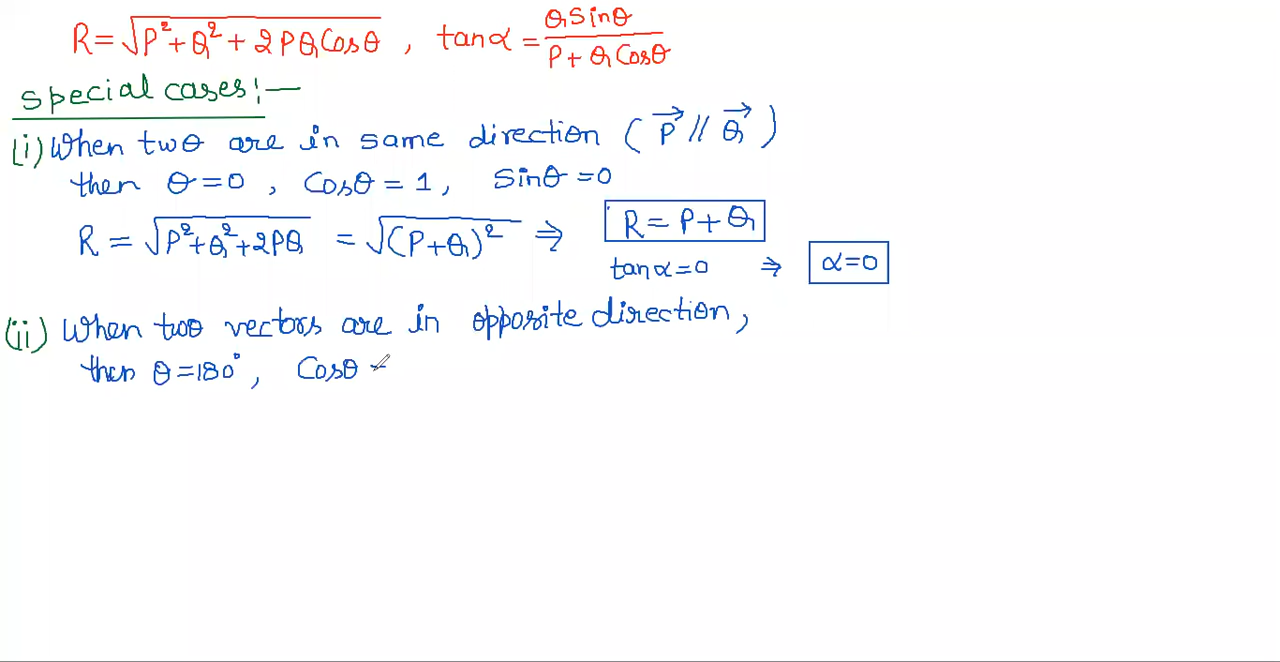 R = √P² + Q² + 2PQ Cosθ , tanα = Q Sinθ / P + Q Cosθ
Special cases:—
(i) When two are in same direction ( P⃗ // Q⃗ )
then θ = 0 , Cosθ = 1 , Sinθ = 0
R = √P² + Q² + 2PQ = √(P + Q)² ⇒ R = P + Q
tanα = 0 ⇒ α = 0
(ii) When two vectors are in opposite direction,
then θ = 180° , Cosθ